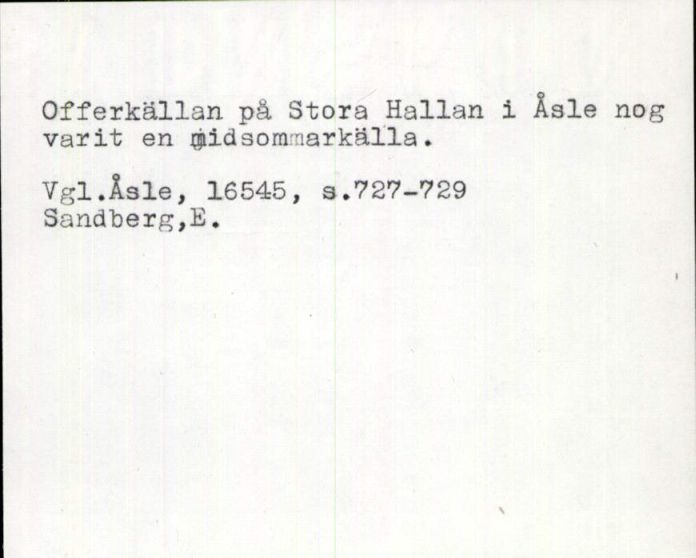 Offerkällan på Stora Hallan i Åsle nog
varit en midsommarkälla.
Vgl.Åsle, 16545, s.727-729
Sandberg,E.